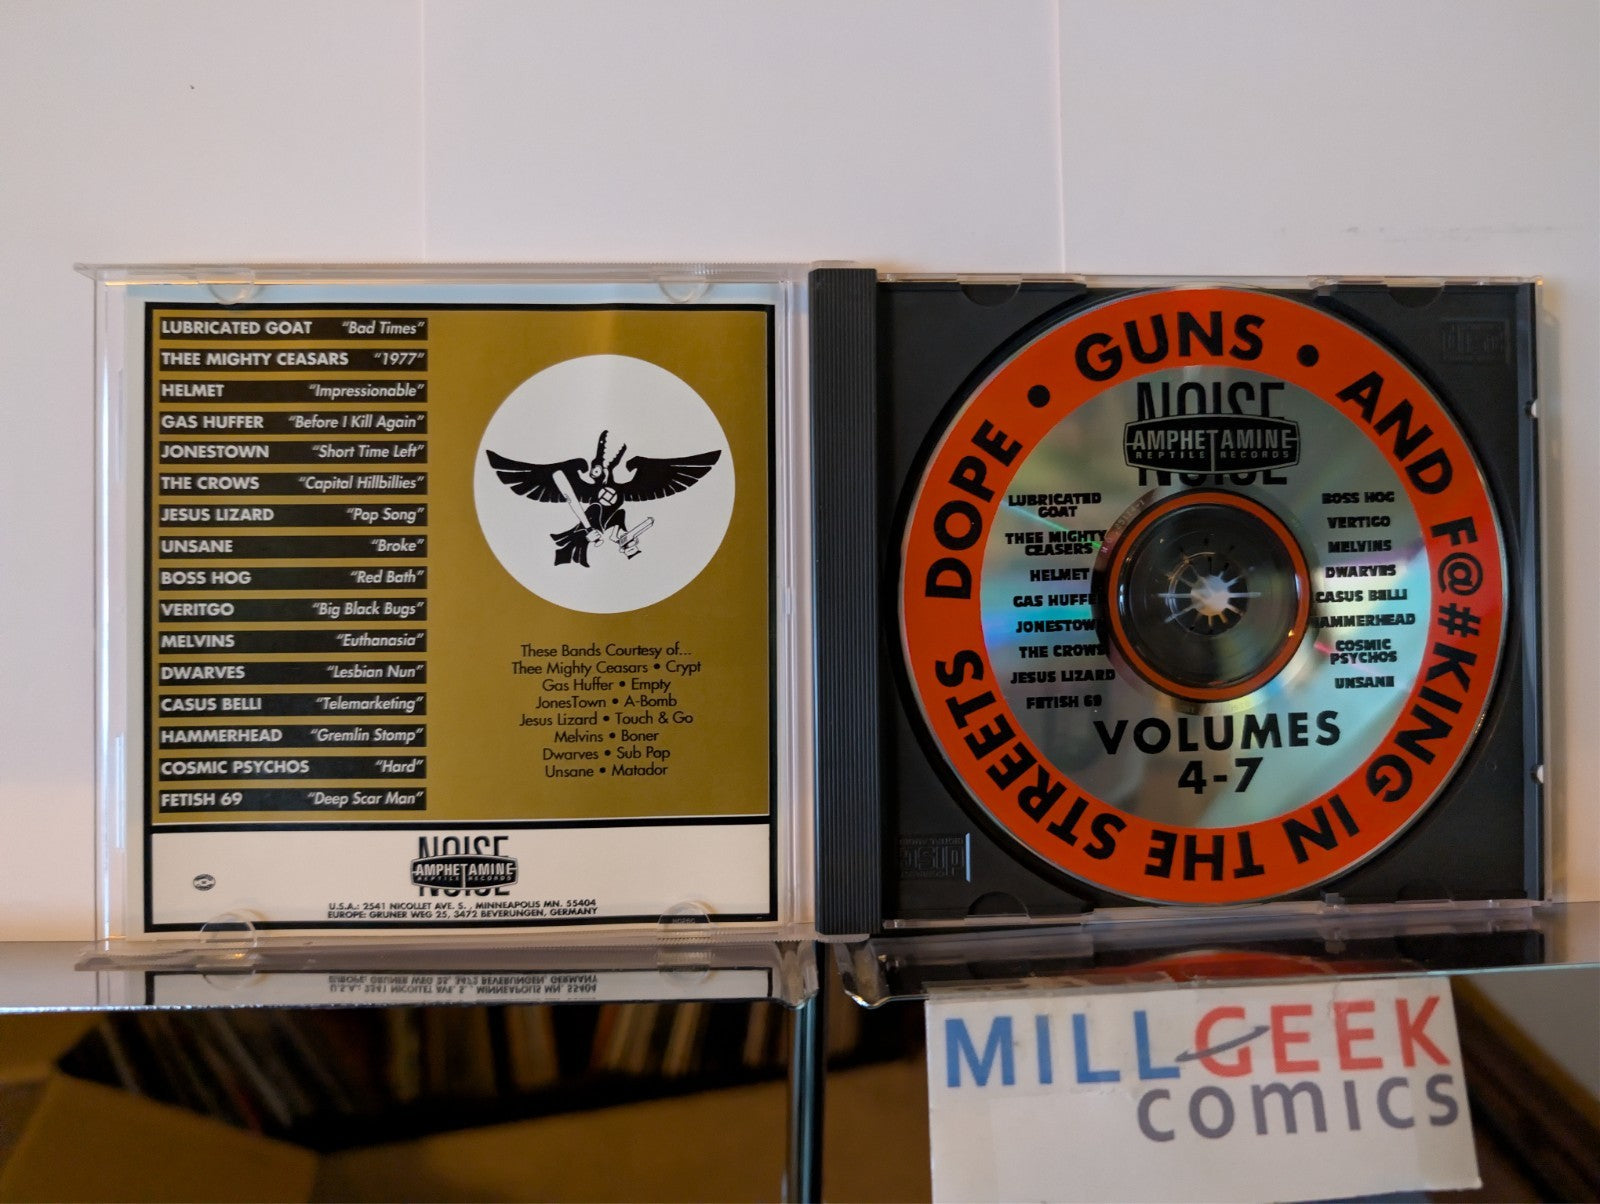 LUBRICATED GOAT "Bad Times"
THEE MIGHTY CEASARS "1977"
HELMET "Impressionable"
GAS HUFFER "Before I Kill Again"
JONESTOWN "Short Time Left"
THE CROWS "Capital Hillbillies"
JESUS LIZARD "Pop Song"
UNSANE "Broke"
BOSS HOG "Red Bath"
VERITGO "Big Black Bugs"
MELVINS "Euthanasia"
DWARVES "Lesbian Nun"
CASUS BELLI "Telemarketing"
HAMMERHEAD "Gremlin Stomp"
COSMIC PSYCHOS "Hard"
FETISH 69 "Deep Scar Man"
These Bands Courtesy of...
Thee Mighty Ceasars • Crypt
Gas Huffer • Empty
JonesTown • A-Bomb
Jesus Lizard • Touch & Go
Melvins • Boner
Dwarves • Sub Pop
Unsane • Matador
NOISE
AMPHETAMINE
REPTILE RECORDS
NOISE
U.S.A.: 2541 NICOLLET AVE. S. , MINNEAPOLIS MN. 55404
EUROPE: GRUNER WEG 25, 3472 BEVERUNGEN, GERMANY
DOPE • GUNS • AND F@#KING IN THE STREETS
NOISE
AMPHETAMINE
REPTILE RECORDS
NOISE
LUBRICATED
GOAT
THEE MIGHTY
CEASERS
HELMET
GAS HUFFE
JONESTOWN
THE CROWS
JESUS LIZARD
FETISH 69
BOSS HOG
VERTIGO
MELVINS
DWARVES
CASUS BELLI
AMMERHEAD
COSMIC
PSYCHOS
UNSANE
VOLUMES
4-7
MILLGEEK
comics